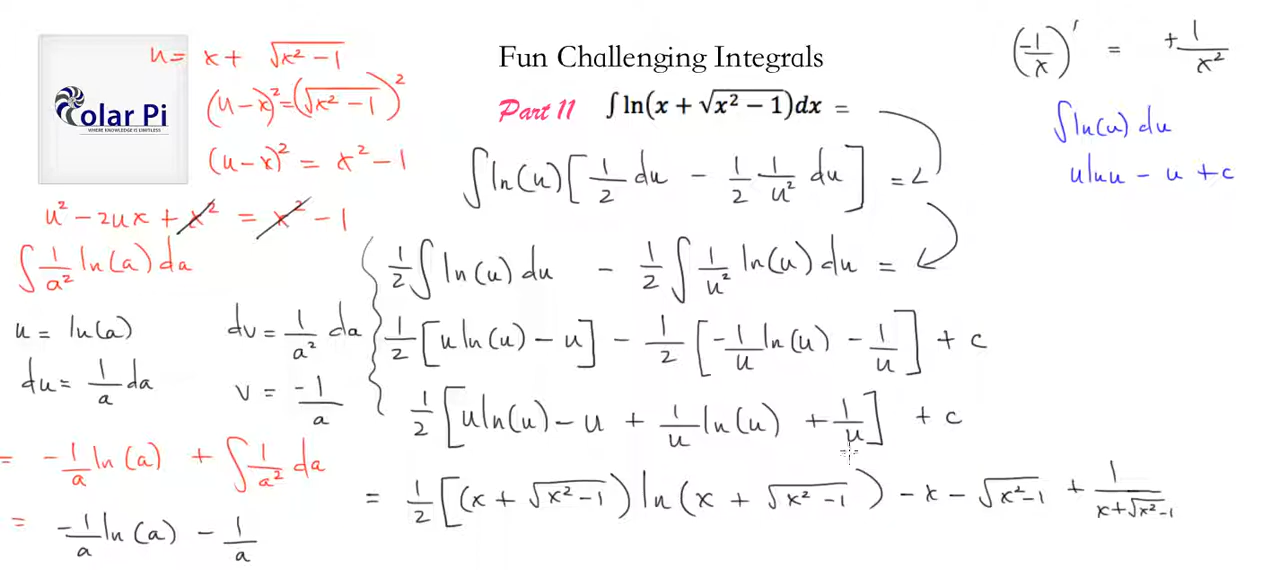 Solar Pi
WHERE KNOWLEDGE IS LIMITLESS
u = x + √(x² − 1)
(u − x)² = (√(x² − 1))²
(u − x)² = x² − 1
u² − 2ux + x² = x² − 1
∫ 1/a² ln(a) da
u = ln(a) dv = 1/a² da
du = 1/a da v = −1/a
= −1/a ln(a) + ∫ 1/a² da
= −1/a ln(a) − 1/a
Fun Challenging Integrals
Part 11 ∫ ln(x + √(x² − 1))dx =
∫ ln(u) [1/2 du − 1/2 1/u² du] =
1/2 ∫ ln(u) du − 1/2 ∫ 1/u² ln(u) du =
1/2 [u ln(u) − u] − 1/2 [−1/u ln(u) − 1/u] + c
1/2 [u ln(u) − u + 1/u ln(u) + 1/u] + c
= 1/2 [(x + √(x² − 1)) ln(x + √(x² − 1)) − x − √(x² − 1) + 1/(x + √(x² − 1))
(−1/x)′ = +1/x²
∫ ln(u) du
u ln u − u + c